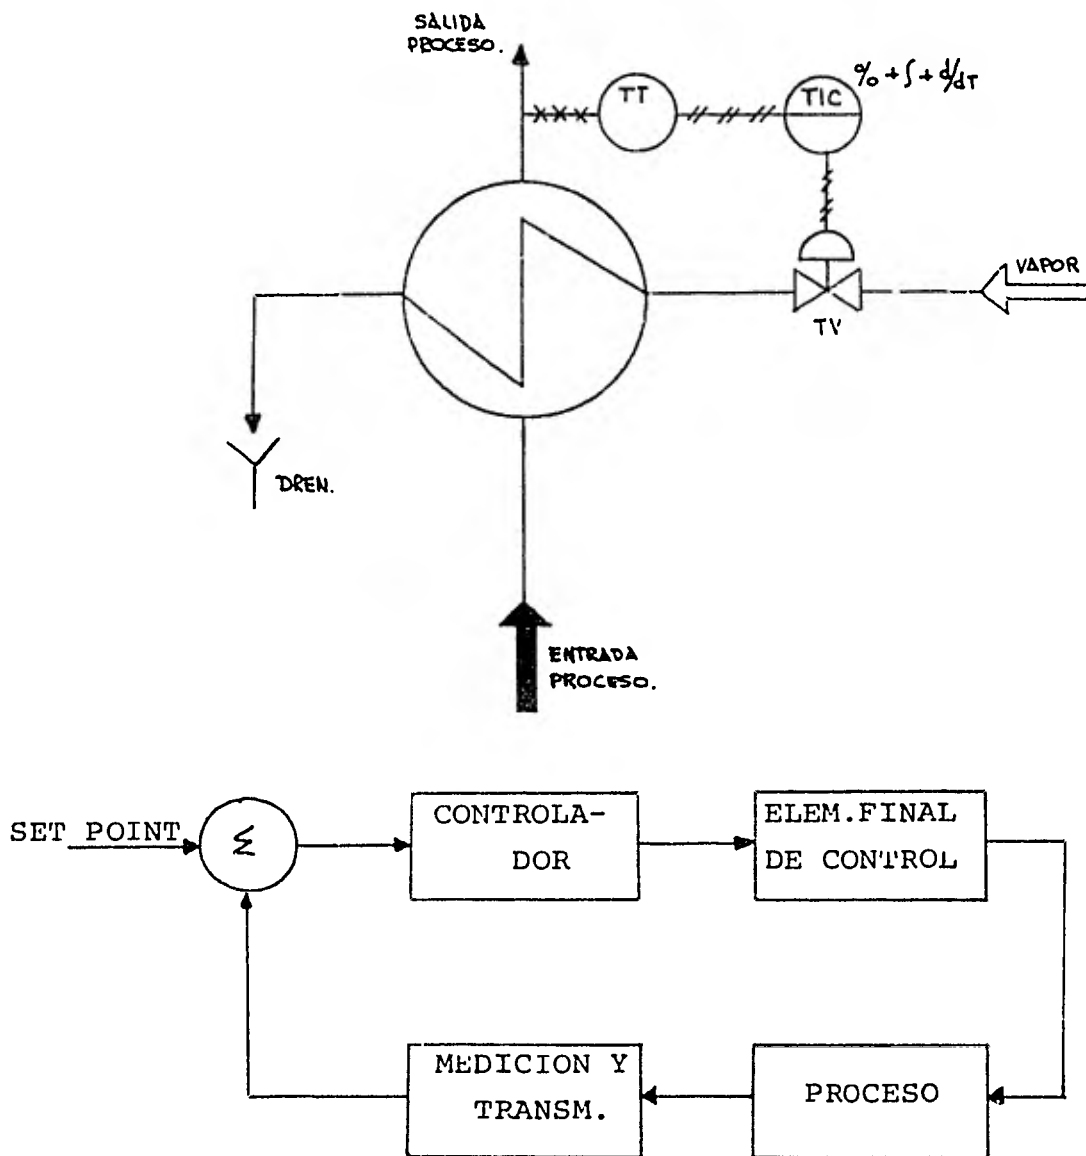 SALIDA
PROCESO.
TT
TIC
% + ∫ + d/dT
VAPOR
TV
DREN.
ENTRADA
PROCESO.
SET POINT
Σ
CONTROLA-
DOR
ELEM.FINAL
DE CONTROL
MEDICION Y
TRANSM.
PROCESO